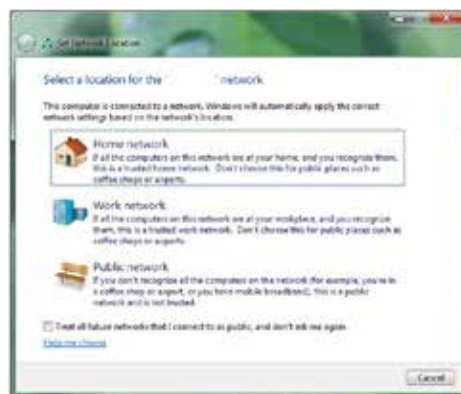 Set Network Location
Select a location for the network
This computer is connected to a network. Windows will automatically apply the correct
network settings based on the network's location.
Home network
If all the computers on this network are at your home, and you recognize them,
this is a trusted home network. Don't choose this for public places such as
coffee shops or airports.
Work network
If all the computers on this network are at your workplace, and you recognize
them, this is a trusted work network. Don't choose this for public places such as
coffee shops or airports.
Public network
If you don't recognize all the computers on the network (for example, you're in
a coffee shop or airport, or you have mobile broadband), this is a public
network and is not trusted.
Treat all future networks that I connect to as public, and don't ask me again.
Help me choose
Cancel